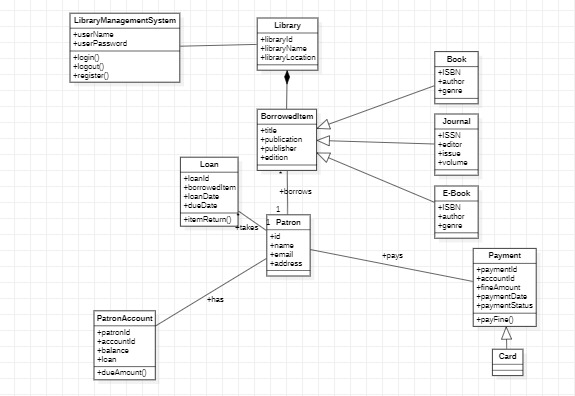 LibraryManagementSystem
+userName
+userPassword
+login()
+logout()
+register()
Library
+libraryId
+libraryName
+libraryLocation
Book
+ISBN
+author
+genre
BorrowedItem
+title
+publication
+publisher
+edition
Journal
+ISSN
+editor
+issue
+volume
Loan
+loanId
+borrowedItem
+loanDate
+dueDate
+itemReturn()
*
+borrows
1
E-Book
+ISBN
+author
+genre
*
+takes
1
Patron
+id
+name
+email
+address
+pays
Payment
+paymentId
+accountId
+fineAmount
+paymentDate
+paymentStatus
+payFine()
+has
PatronAccount
+patronId
+accountId
+balance
+loan
+dueAmount()
Card